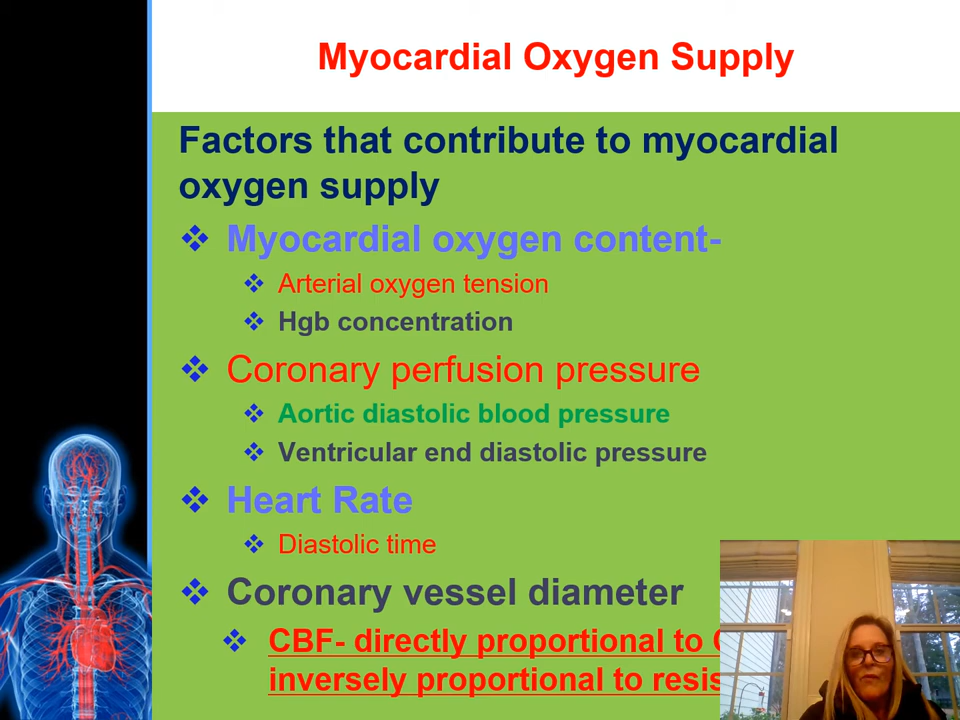 Myocardial Oxygen Supply
Factors that contribute to myocardial
oxygen supply
Myocardial oxygen content-
Arterial oxygen tension
Hgb concentration
Coronary perfusion pressure
Aortic diastolic blood pressure
Ventricular end diastolic pressure
Heart Rate
Diastolic time
Coronary vessel diameter
CBF- directly proportional to
inversely proportional to